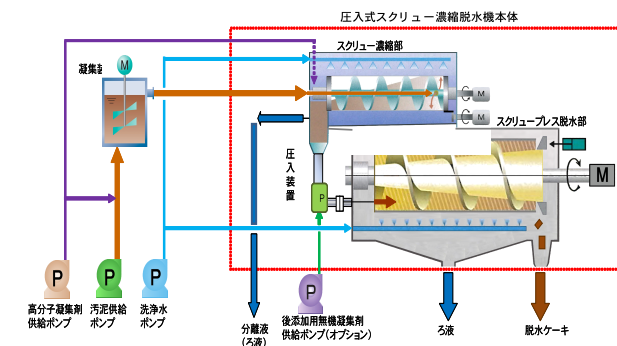 圧入式スクリュー濃縮脱水機本体
スクリュー濃縮部
凝集装
M
M
M
スクリュープレス脱水部
圧入装置
M
P
P
P
P
P
高分子凝集剤
供給ポンプ
汚泥供給
ポンプ
洗浄水
ポンプ
分離液
(ろ液)
後添加用無機凝集剤
供給ポンプ(オプション)
ろ液
脱水ケーキ